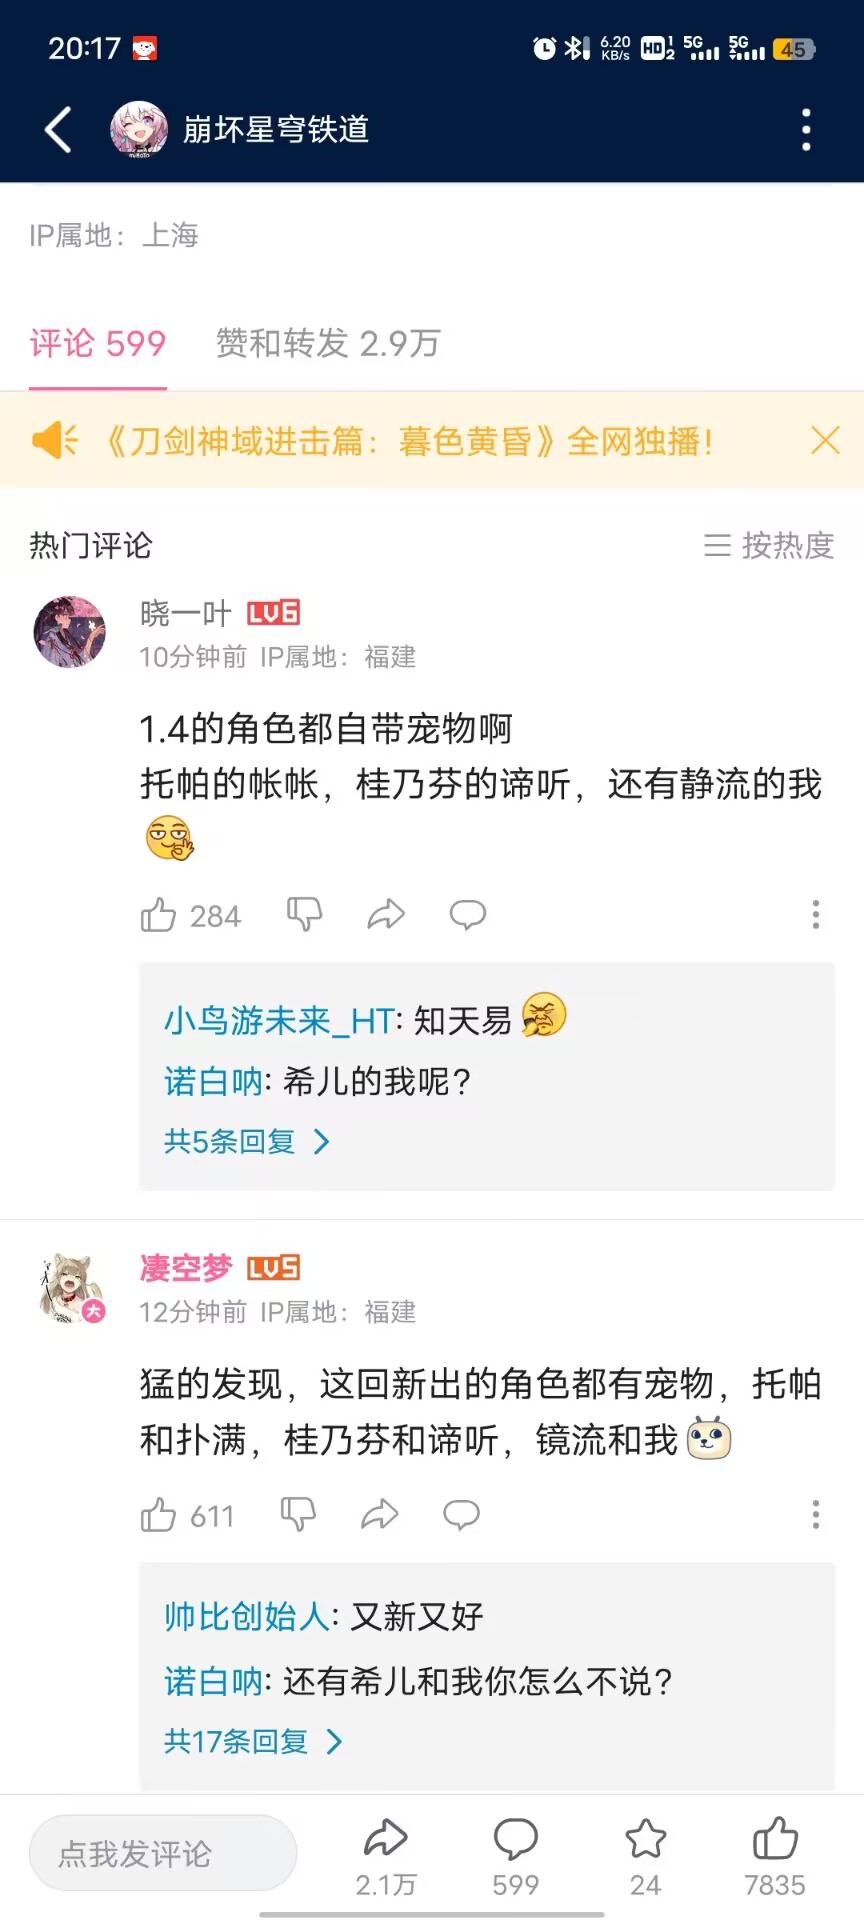 20:17
6.20 KB/s HD 1 2 5G 5G 45
崩坏星穹铁道
IP属地：上海
评论 599 赞和转发 2.9万
《刀剑神域进击篇：暮色黄昏》全网独播！
热门评论 按热度
晓一叶 LV6
10分钟前 IP属地：福建
1.4的角色都自带宠物啊
托帕的帐帐，桂乃芬的谛听，还有静流的我
284
小鸟游未来_HT: 知天易
诺白呐: 希儿的我呢？
共5条回复
凄空梦 LV5
大
12分钟前 IP属地：福建
猛的发现，这回新出的角色都有宠物，托帕
和扑满，桂乃芬和谛听，镜流和我
611
帅比创始人: 又新又好
诺白呐: 还有希儿和我你怎么不说？
共17条回复
点我发评论 2.1万 599 24 7835